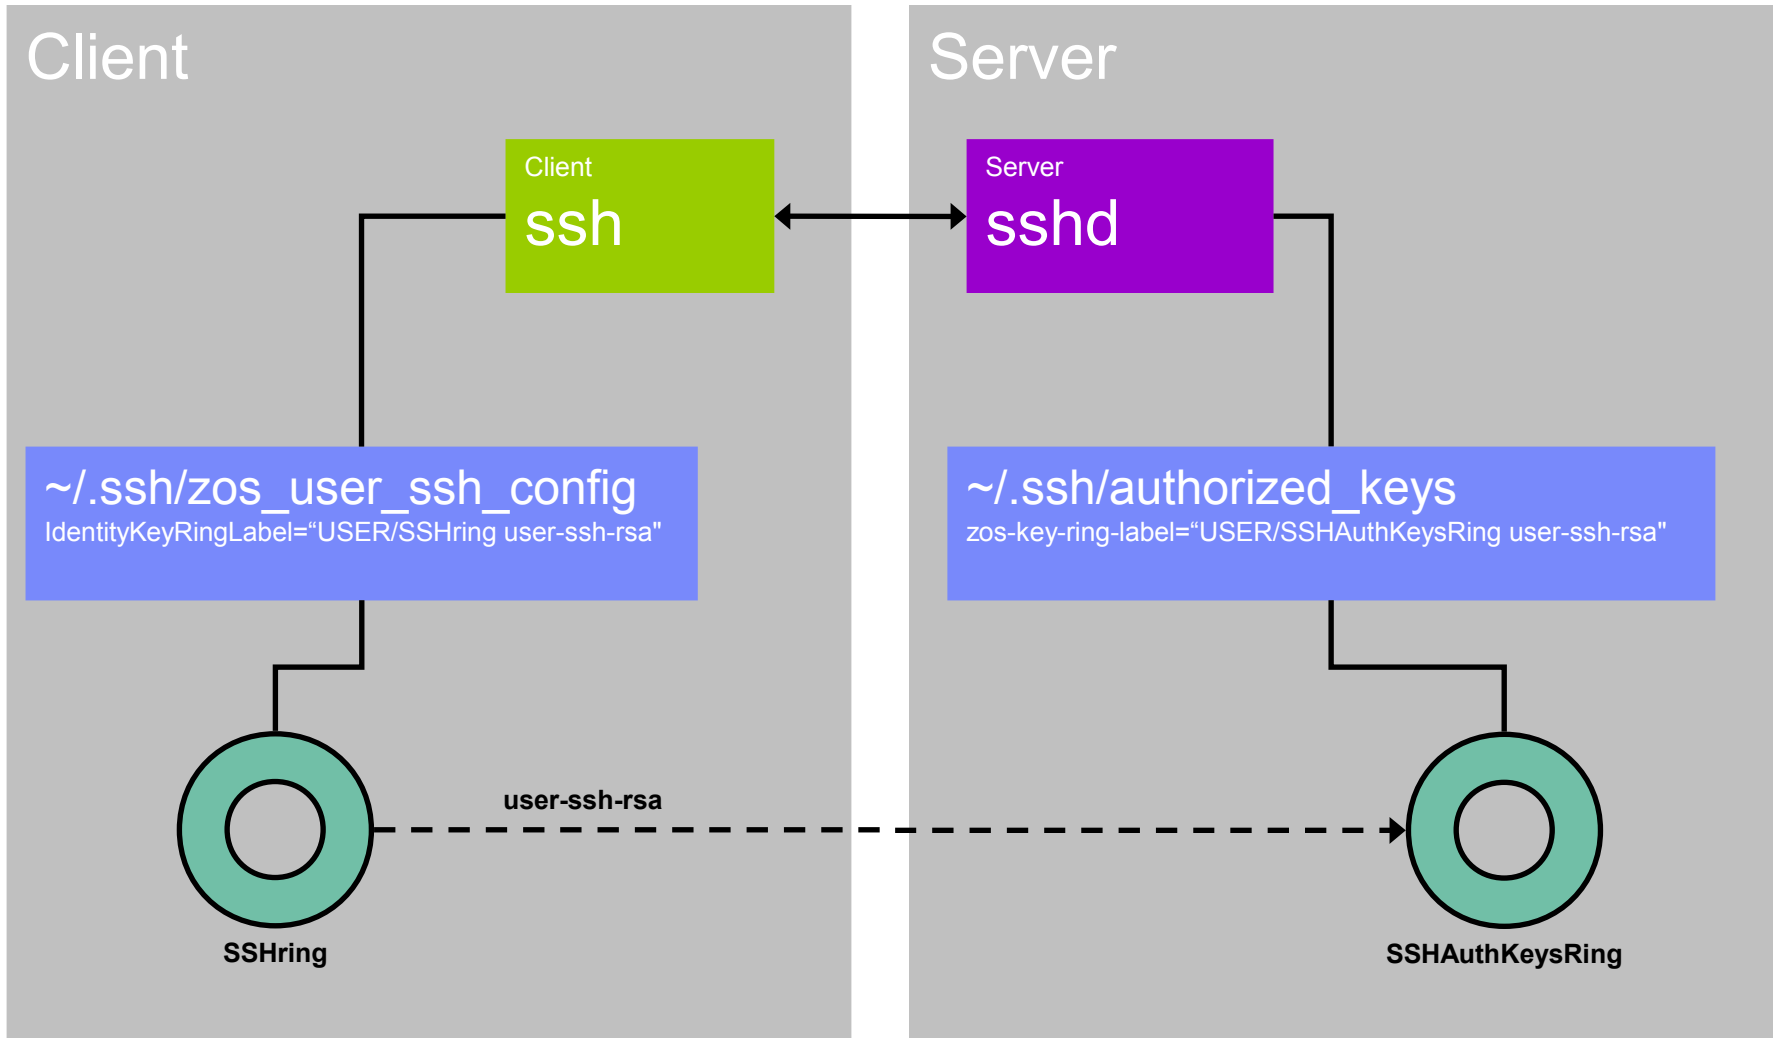 Client
Server
Client
ssh
Server
sshd
~/.ssh/zos_user_ssh_config
IdentityKeyRingLabel=“USER/SSHring user-ssh-rsa"
~/.ssh/authorized_keys
zos-key-ring-label=“USER/SSHAuthKeysRing user-ssh-rsa"
user-ssh-rsa
SSHring
SSHAuthKeysRing